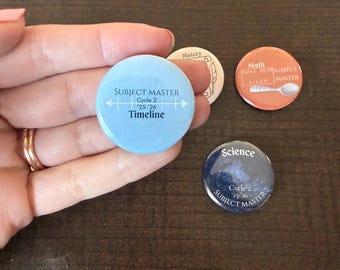 SUBJECT MASTER
Cycle 2
'25-'26
Timeline
History
Math
SUBJECT
MASTER
Science
Cycle 2
'25-'26
SUBJECT MASTER